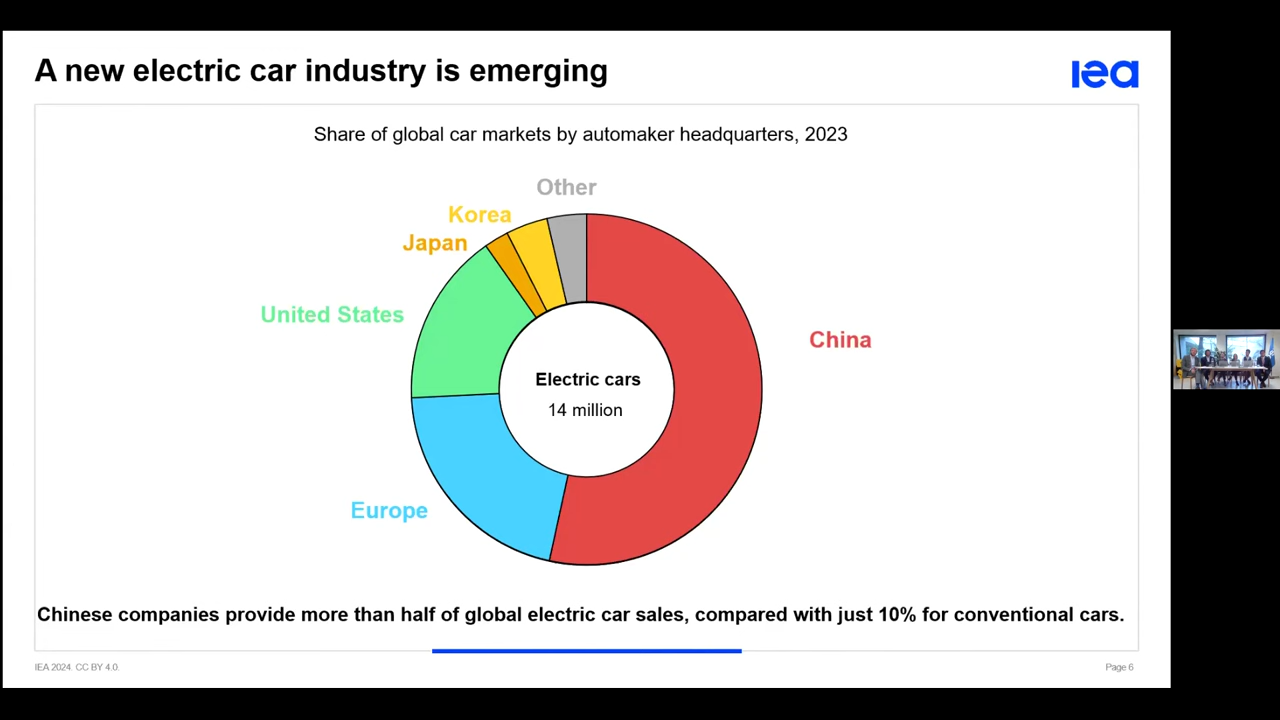 A new electric car industry is emerging
iea
Share of global car markets by automaker headquarters, 2023
Other
Korea
Japan
United States
China
Electric cars
14 million
Europe
Chinese companies provide more than half of global electric car sales, compared with just 10% for conventional cars.
IEA 2024. CC BY 4.0.
Page 6